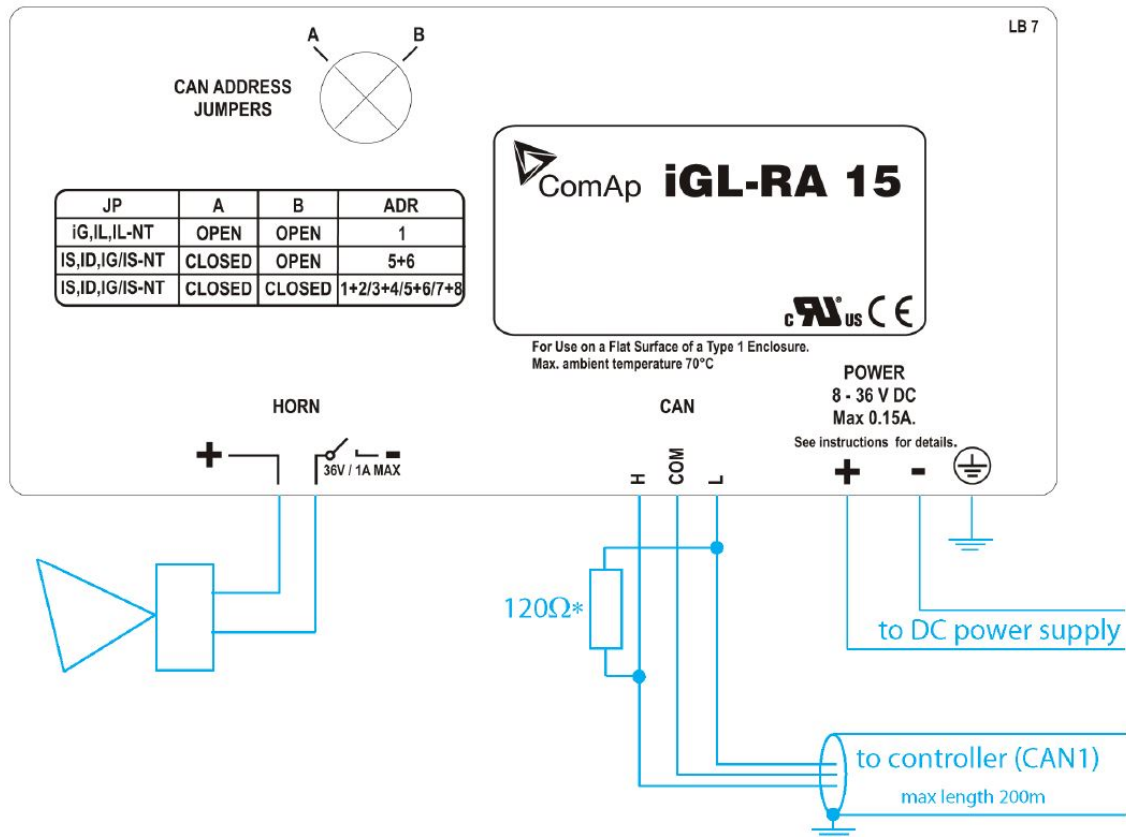 LB 7
A B
CAN ADDRESS
JUMPERS
ComAp iGL-RA 15
JP A B ADR
iG,IL,IL-NT OPEN OPEN 1
IS,ID,IG/IS-NT CLOSED OPEN 5+6
IS,ID,IG/IS-NT CLOSED CLOSED 1+2/3+4/5+6/7+8
c RU US CE
For Use on a Flat Surface of a Type 1 Enclosure.
Max. ambient temperature 70°C
POWER
8 - 36 V DC
Max 0.15A.
See instructions for details.
+ -
HORN
+ -
36V / 1A MAX
CAN
H COM L
120Ω*
to DC power supply
to controller (CAN1)
max length 200m